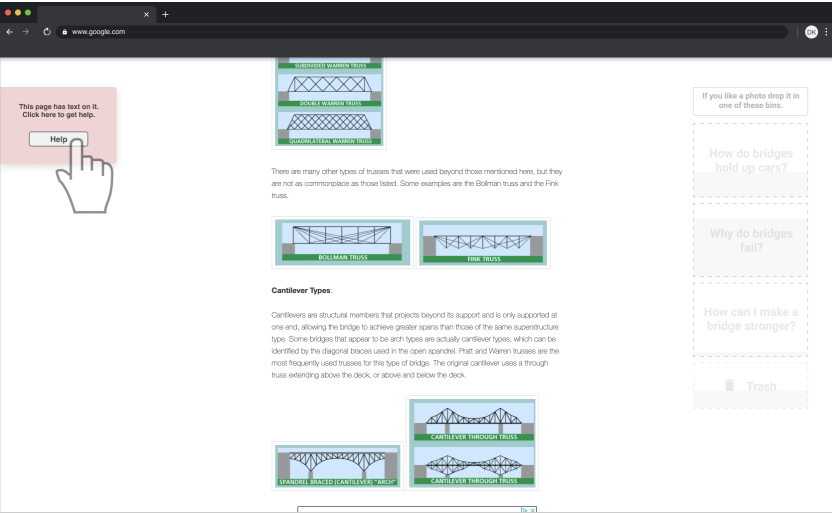 www.google.com
DK
This page has text on it.
Click here to get help.
Help
SUBDIVIDED WARREN TRUSS
DOUBLE WARREN TRUSS
QUADRILATERAL WARREN TRUSS
There are many other types of trusses that were used beyond those mentioned here, but they
are not as commonplace as those listed. Some examples are the Bollman truss and the Fink
truss.
BOLLMAN TRUSS
FINK TRUSS
Cantilever Types:
Cantilevers are structural members that projects beyond its support and is only supported at
one end, allowing the bridge to achieve greater spans than those of the same superstructure
type. Some bridges that appear to be arch types are actually cantilever types, which can be
identified by the diagonal braces used in the open spandrel. Pratt and Warren trusses are the
most frequently used trusses for this type of bridge. The original cantilever uses a through
truss extending above the deck, or above and below the deck.
SPANDREL BRACED (CANTILEVER) "ARCH"
CANTILEVER THROUGH TRUSS
CANTILEVER THROUGH TRUSS
If you like a photo drop it in
one of these bins.
How do bridges
hold up cars?
Why do bridges
fail?
How can I make a
bridge stronger?
Trash